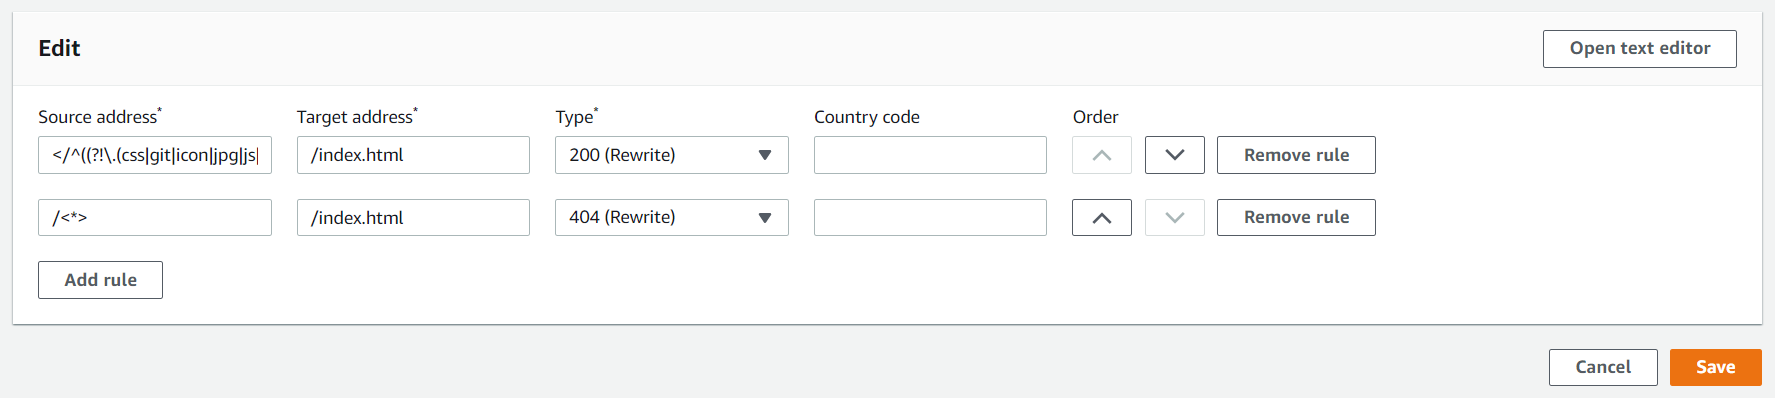 Edit
Open text editor
Source address* Target address* Type* Country code Order
</^((?!\.(css|git|icon|jpg|js| /index.html 200 (Rewrite) Remove rule
/<*> /index.html 404 (Rewrite) Remove rule
Add rule
Cancel Save